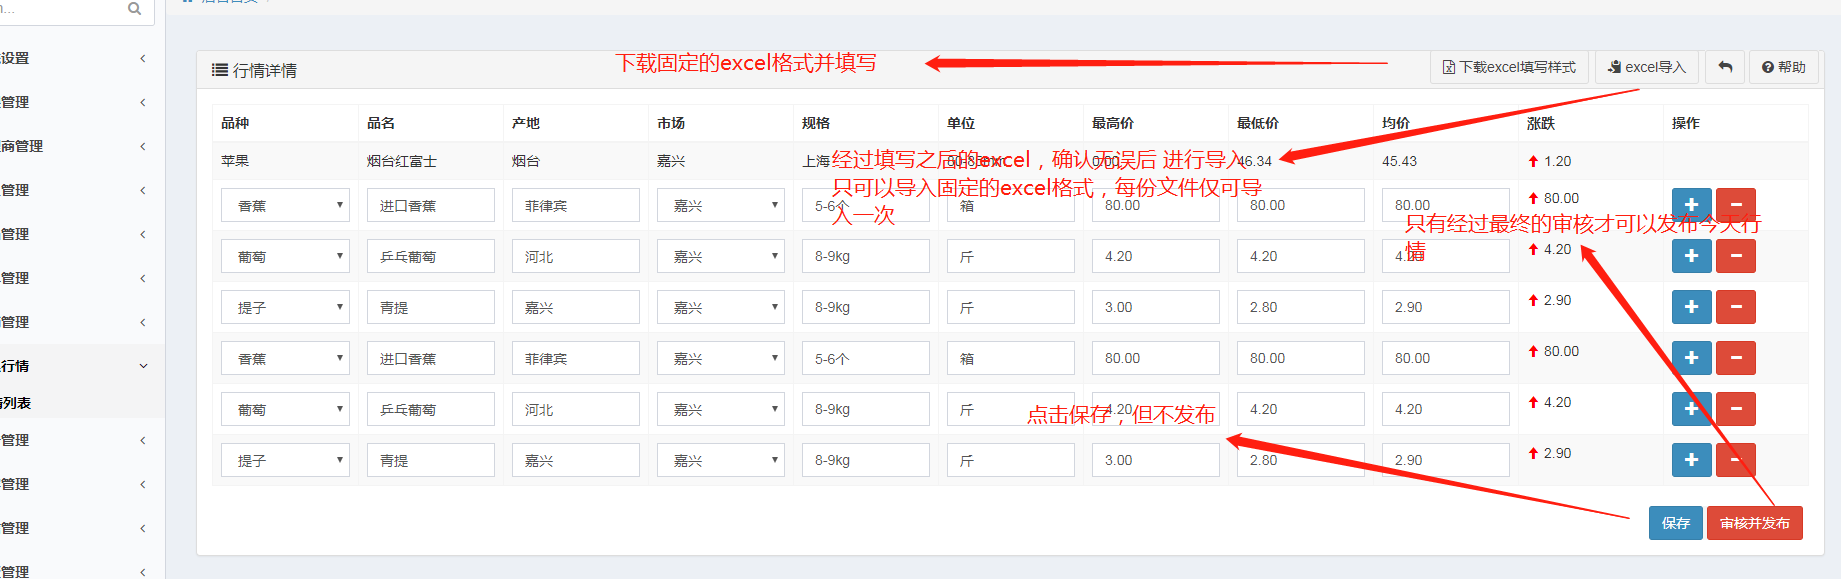 n...
后台首页
设置
管理
商管理
管理
管理
管理
管理
行情
列表
管理
管理
管理
管理
行情详情
下载固定的excel格式并填写
下载excel填写样式
excel导入
帮助
品种 品名 产地 市场 规格 单位 最高价 最低价 均价 涨跌 操作
苹果 烟台红富士 烟台 嘉兴 上海 0.00 46.34 45.43 1.20
经过填写之后的excel，确认无误后 进行导入
只可以导入固定的excel格式，每份文件仅可导
入一次
香蕉 进口香蕉 菲律宾 嘉兴 5-6个 箱 80.00 80.00 80.00 80.00
只有经过最终的审核才可以发布今天行
情
葡萄 乒乓葡萄 河北 嘉兴 8-9kg 斤 4.20 4.20 4.20 4.20
提子 青提 嘉兴 嘉兴 8-9kg 斤 3.00 2.80 2.90 2.90
香蕉 进口香蕉 菲律宾 嘉兴 5-6个 箱 80.00 80.00 80.00 80.00
葡萄 乒乓葡萄 河北 嘉兴 8-9kg 斤 4.20 4.20 4.20 4.20
点击保存，但不发布
提子 青提 嘉兴 嘉兴 8-9kg 斤 3.00 2.80 2.90 2.90
保存
审核并发布